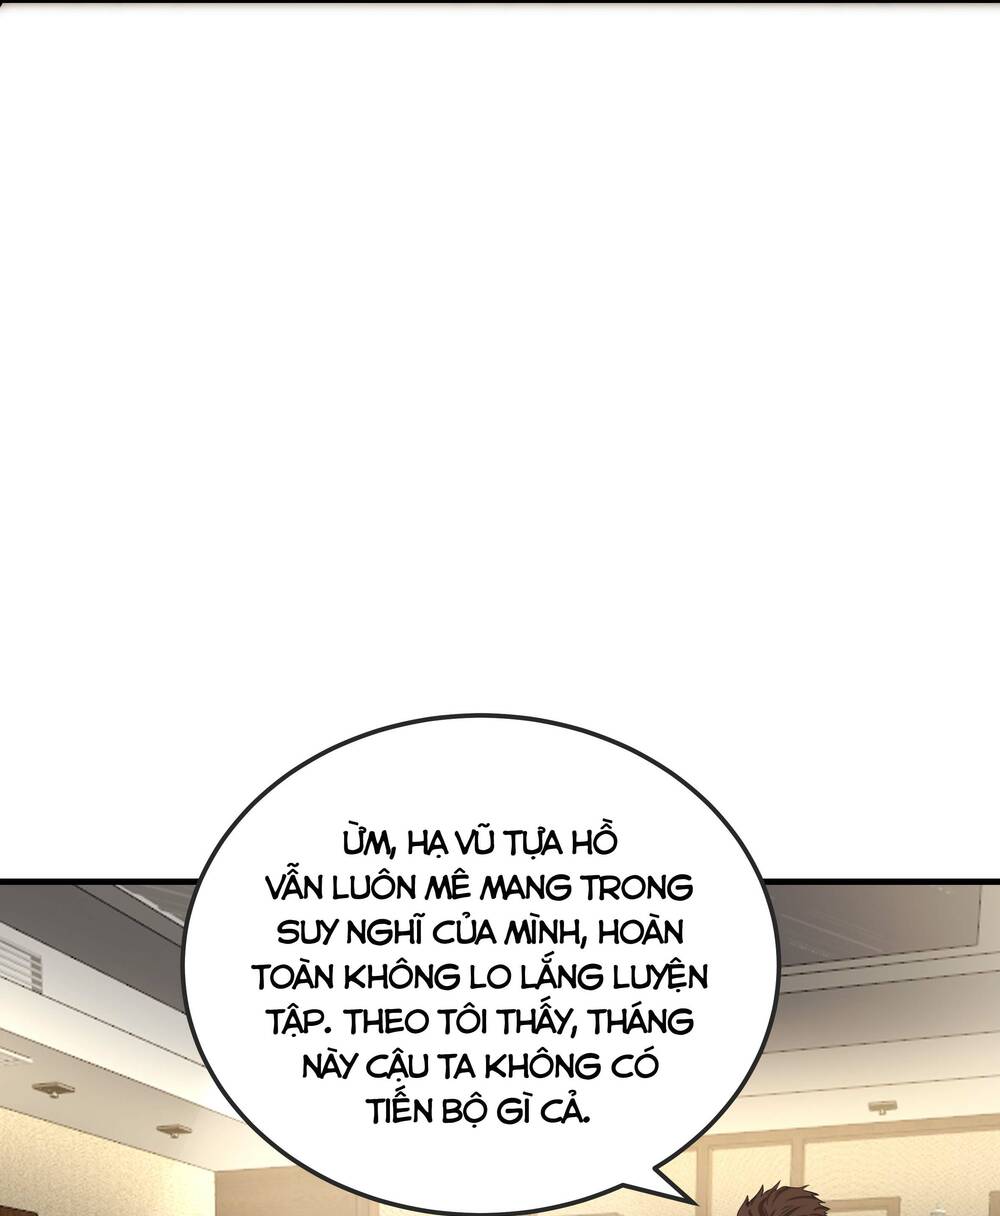 ỪM, HẠ VŨ TỰA HỒ
VẪN LUÔN MÊ MANG TRONG
SUY NGHĨ CỦA MÌNH, HOÀN
TOÀN KHÔNG LO LẮNG LUYỆN
TẬP. THEO TÔI THẤY, THÁNG
NÀY CẬU TA KHÔNG CÓ
TIẾN BỘ GÌ CẢ.